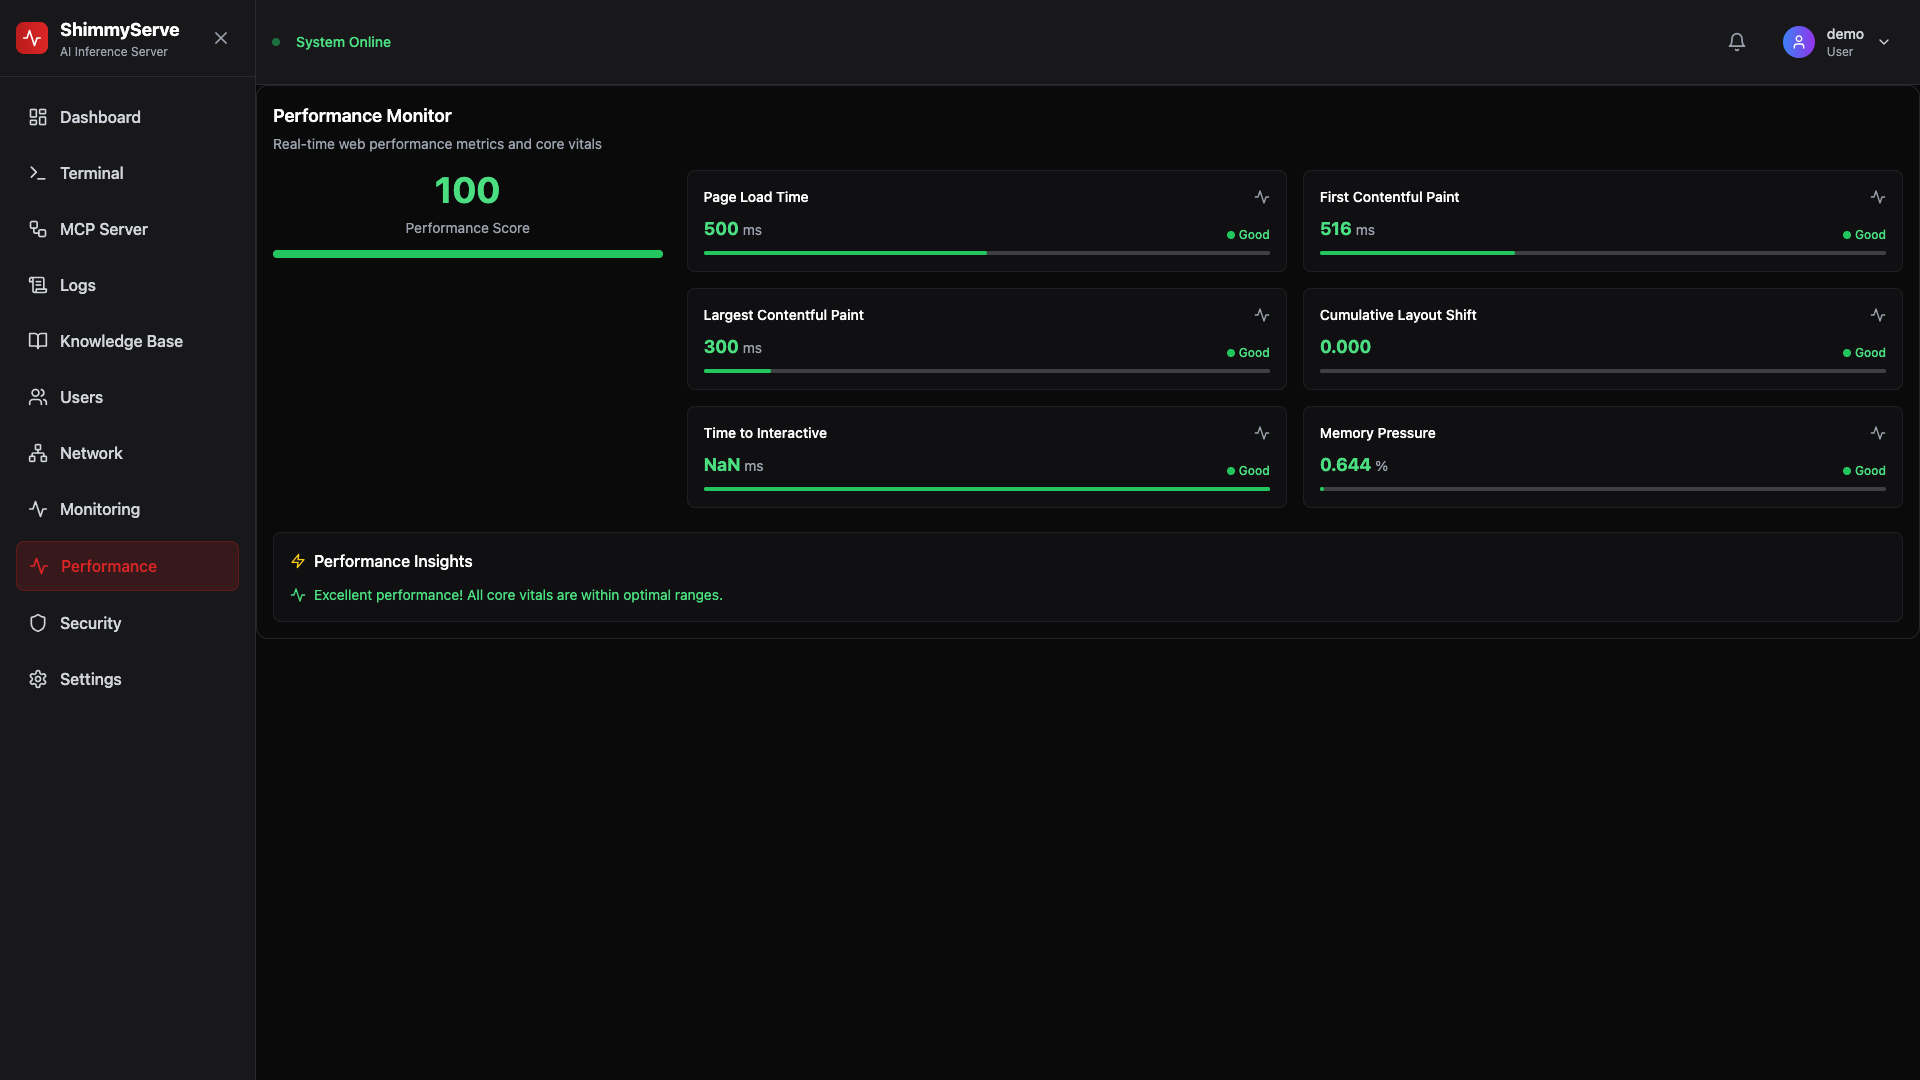 ShimmyServe
AI Inference Server
System Online
demo
User
Dashboard
Terminal
MCP Server
Logs
Knowledge Base
Users
Network
Monitoring
Performance
Security
Settings
Performance Monitor
Real-time web performance metrics and core vitals
100
Performance Score
Page Load Time
500 ms
Good
First Contentful Paint
516 ms
Good
Largest Contentful Paint
300 ms
Good
Cumulative Layout Shift
0.000
Good
Time to Interactive
NaN ms
Good
Memory Pressure
0.644 %
Good
Performance Insights
Excellent performance! All core vitals are within optimal ranges.